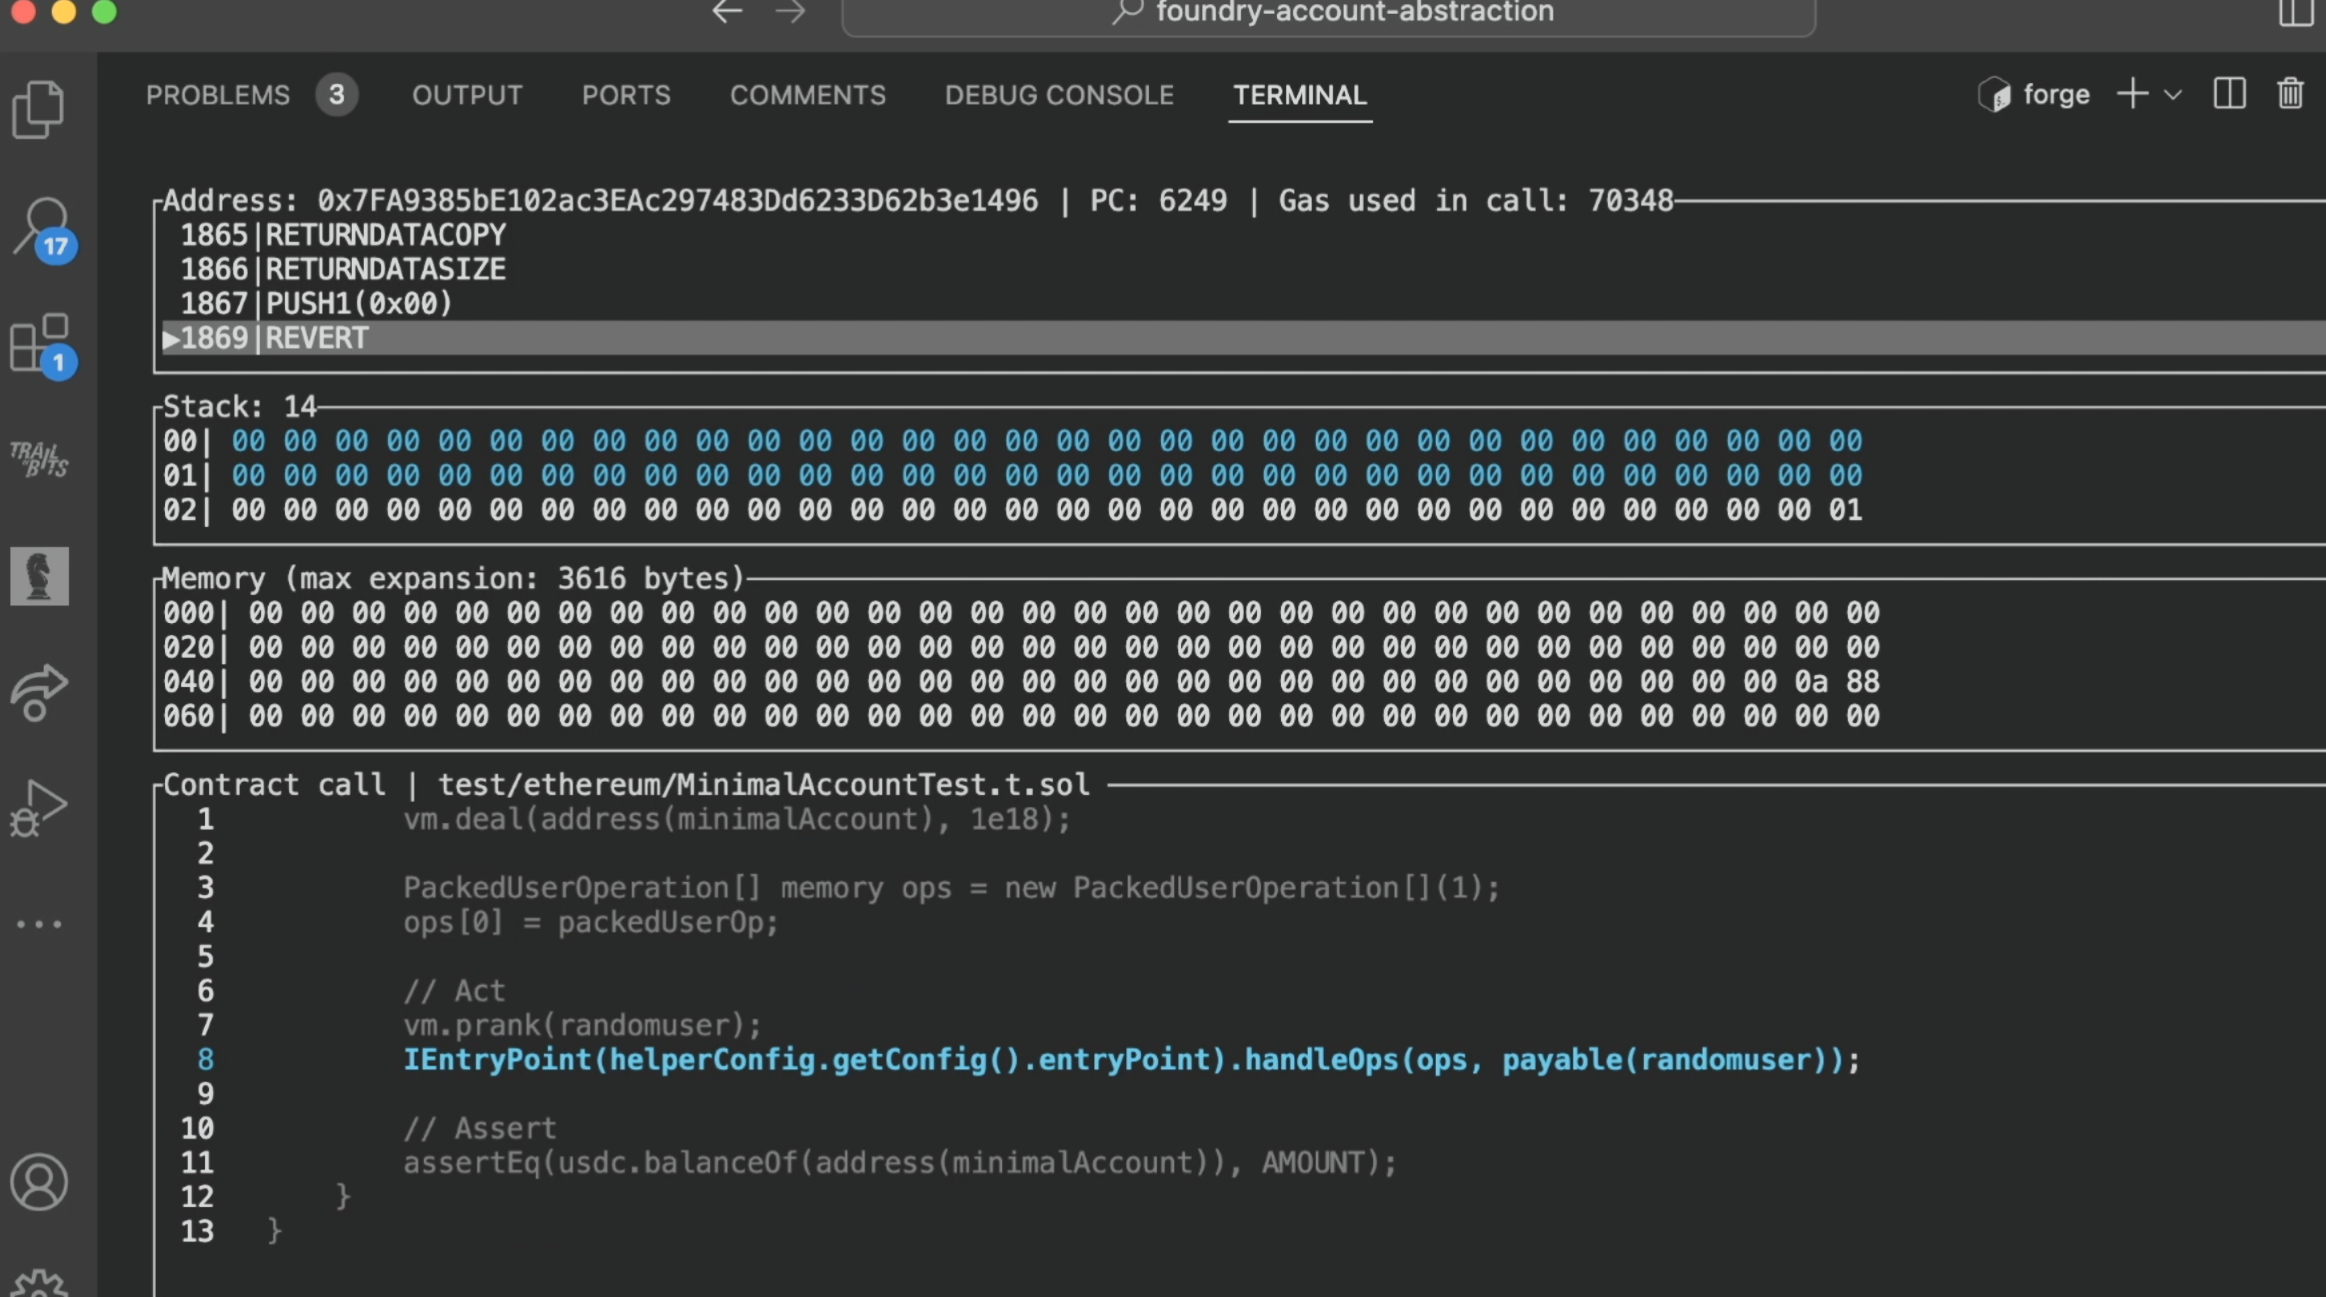 foundry-account-abstraction
PROBLEMS 3 OUTPUT PORTS COMMENTS DEBUG CONSOLE TERMINAL forge
17
1
TRAIL OF BITS
Address: 0x7FA9385bE102ac3EAc297483Dd6233D62b3e1496 | PC: 6249 | Gas used in call: 70348
1865|RETURNDATACOPY
1866|RETURNDATASIZE
1867|PUSH1(0x00)
▶1869|REVERT
Stack: 14
00| 00 00 00 00 00 00 00 00 00 00 00 00 00 00 00 00 00 00 00 00 00 00 00 00 00 00 00 00 00 00 00 00
01| 00 00 00 00 00 00 00 00 00 00 00 00 00 00 00 00 00 00 00 00 00 00 00 00 00 00 00 00 00 00 00 00
02| 00 00 00 00 00 00 00 00 00 00 00 00 00 00 00 00 00 00 00 00 00 00 00 00 00 00 00 00 00 00 00 01
Memory (max expansion: 3616 bytes)
000| 00 00 00 00 00 00 00 00 00 00 00 00 00 00 00 00 00 00 00 00 00 00 00 00 00 00 00 00 00 00 00 00
020| 00 00 00 00 00 00 00 00 00 00 00 00 00 00 00 00 00 00 00 00 00 00 00 00 00 00 00 00 00 00 00 00
040| 00 00 00 00 00 00 00 00 00 00 00 00 00 00 00 00 00 00 00 00 00 00 00 00 00 00 00 00 00 00 0a 88
060| 00 00 00 00 00 00 00 00 00 00 00 00 00 00 00 00 00 00 00 00 00 00 00 00 00 00 00 00 00 00 00 00
Contract call | test/ethereum/MinimalAccountTest.t.sol
1 vm.deal(address(minimalAccount), 1e18);
2
3 PackedUserOperation[] memory ops = new PackedUserOperation[](1);
4 ops[0] = packedUserOp;
5
6 // Act
7 vm.prank(randomuser);
8 IEntryPoint(helperConfig.getConfig().entryPoint).handleOps(ops, payable(randomuser));
9
10 // Assert
11 assertEq(usdc.balanceOf(address(minimalAccount)), AMOUNT);
12 }
13 }